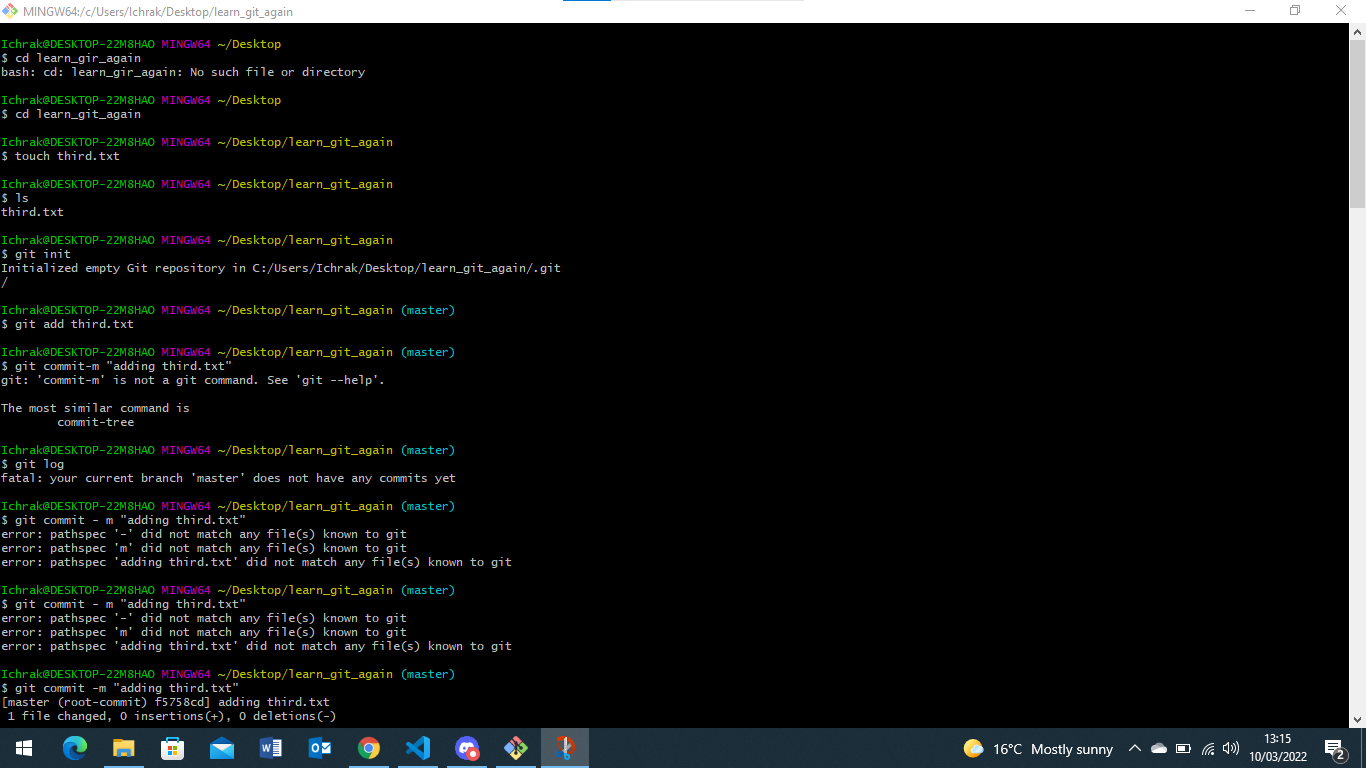 MINGW64:/c/Users/Ichrak/Desktop/learn_git_again
Ichrak@DESKTOP-22M8HAO MINGW64 ~/Desktop
$ cd learn_gir_again
bash: cd: learn_gir_again: No such file or directory
Ichrak@DESKTOP-22M8HAO MINGW64 ~/Desktop
$ cd learn_git_again
Ichrak@DESKTOP-22M8HAO MINGW64 ~/Desktop/learn_git_again
$ touch third.txt
Ichrak@DESKTOP-22M8HAO MINGW64 ~/Desktop/learn_git_again
$ ls
third.txt
Ichrak@DESKTOP-22M8HAO MINGW64 ~/Desktop/learn_git_again
$ git init
Initialized empty Git repository in C:/Users/Ichrak/Desktop/learn_git_again/.git
/
Ichrak@DESKTOP-22M8HAO MINGW64 ~/Desktop/learn_git_again (master)
$ git add third.txt
Ichrak@DESKTOP-22M8HAO MINGW64 ~/Desktop/learn_git_again (master)
$ git commit-m "adding third.txt"
git: 'commit-m' is not a git command. See 'git --help'.
The most similar command is
commit-tree
Ichrak@DESKTOP-22M8HAO MINGW64 ~/Desktop/learn_git_again (master)
$ git log
fatal: your current branch 'master' does not have any commits yet
Ichrak@DESKTOP-22M8HAO MINGW64 ~/Desktop/learn_git_again (master)
$ git commit - m "adding third.txt"
error: pathspec '-' did not match any file(s) known to git
error: pathspec 'm' did not match any file(s) known to git
error: pathspec 'adding third.txt' did not match any file(s) known to git
Ichrak@DESKTOP-22M8HAO MINGW64 ~/Desktop/learn_git_again (master)
$ git commit - m "adding third.txt"
error: pathspec '-' did not match any file(s) known to git
error: pathspec 'm' did not match any file(s) known to git
error: pathspec 'adding third.txt' did not match any file(s) known to git
Ichrak@DESKTOP-22M8HAO MINGW64 ~/Desktop/learn_git_again (master)
$ git commit -m "adding third.txt"
[master (root-commit) f5758cd] adding third.txt
1 file changed, 0 insertions(+), 0 deletions(-)
16°C Mostly sunny
13:15
10/03/2022
2